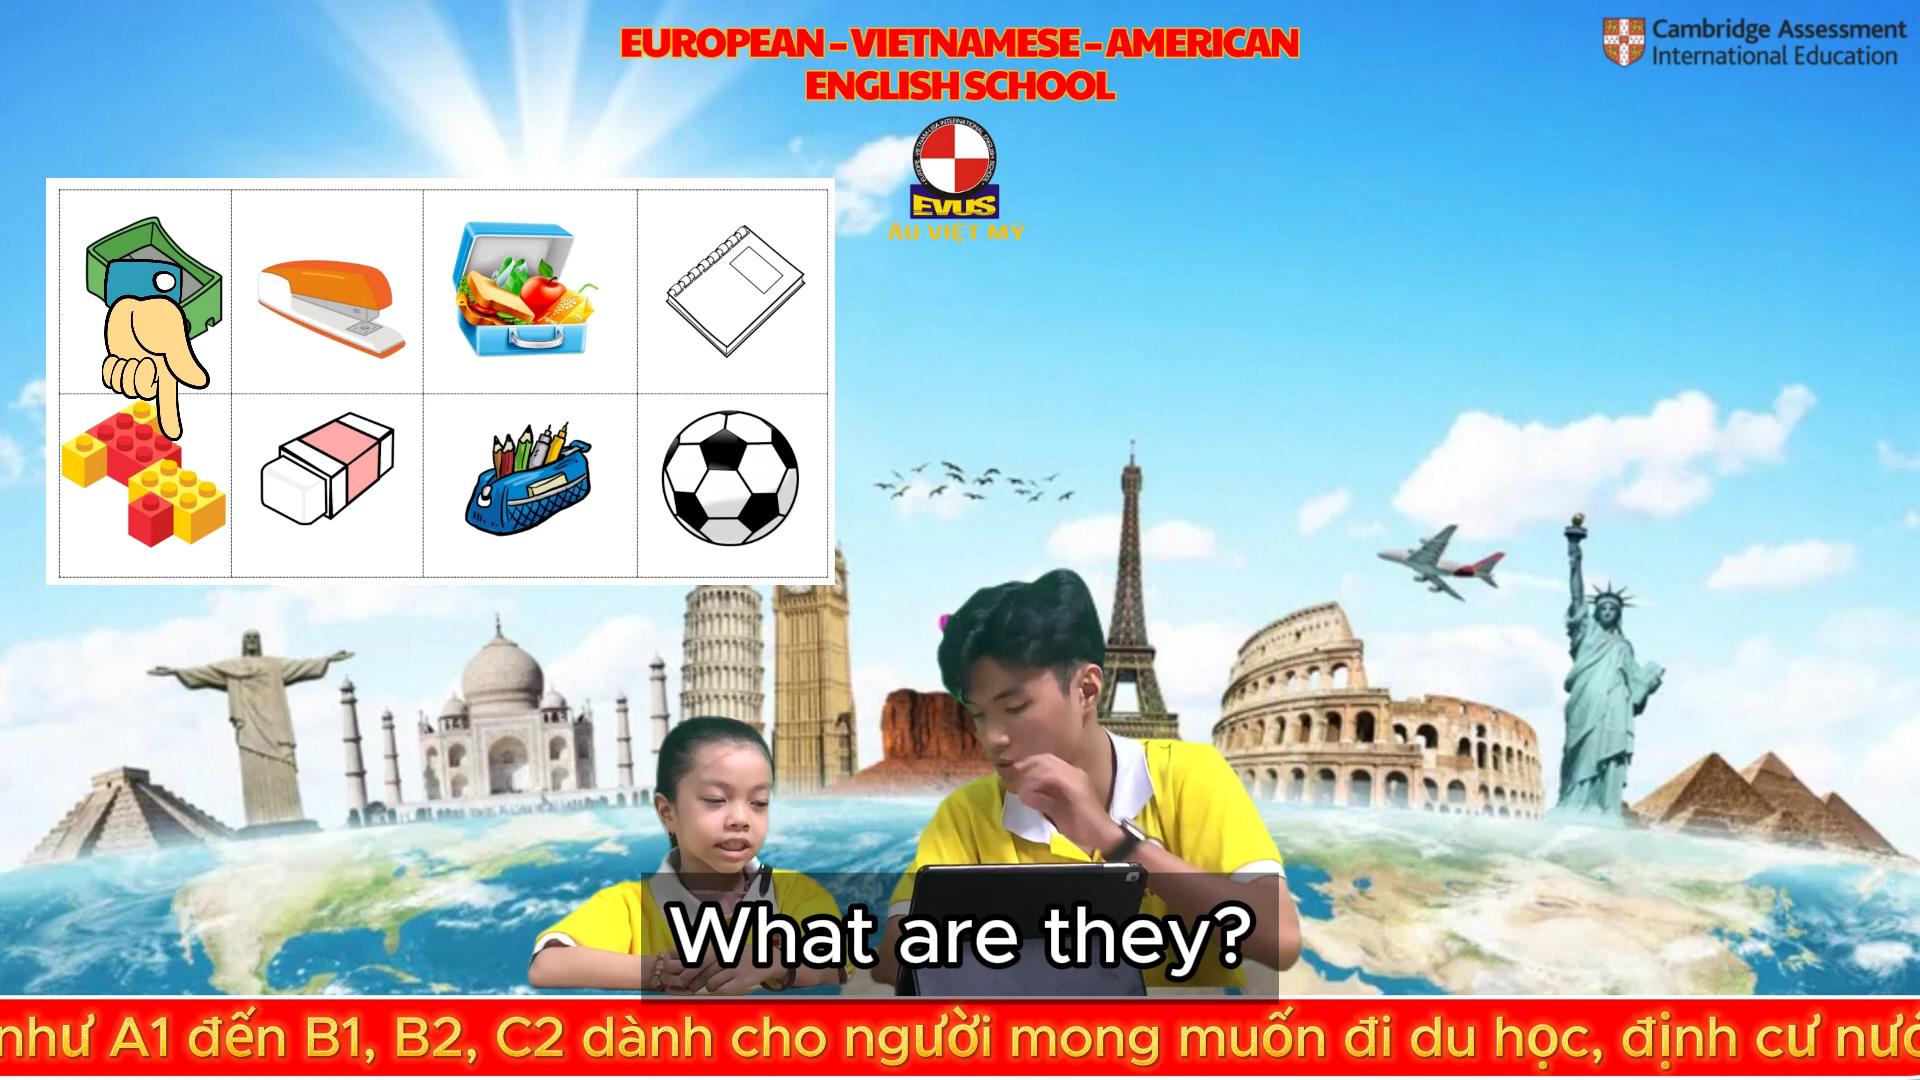 EUROPEAN – VIETNAMESE – AMERICAN
ENGLISH SCHOOL
Cambridge Assessment
International Education
EVUS
ÂU VIỆT MỸ
What are they?
như A1 đến B1, B2, C2 dành cho người mong muốn đi du học, định cư